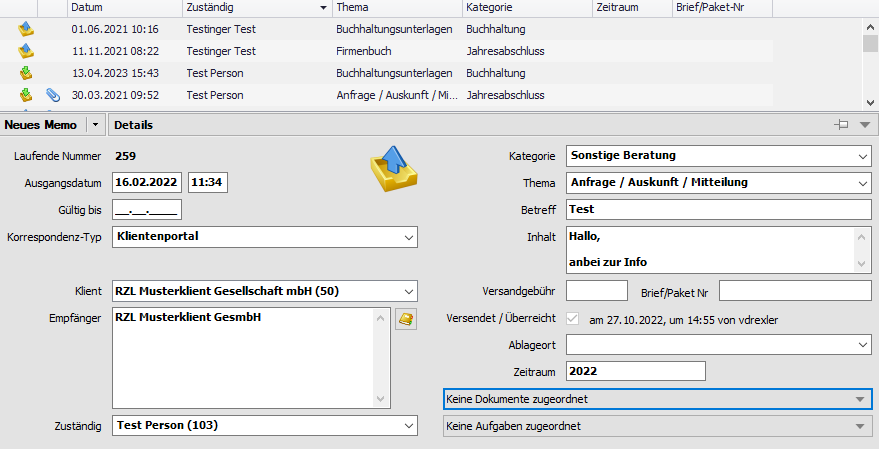 Datum Zuständig Thema Kategorie Zeitraum Brief/Paket-Nr
01.06.2021 10:16 Testinger Test Buchhaltungsunterlagen Buchhaltung
11.11.2021 08:22 Testinger Test Firmenbuch Jahresabschluss
13.04.2023 15:43 Test Person Buchhaltungsunterlagen Buchhaltung
30.03.2021 09:52 Test Person Anfrage / Auskunft / Mi... Jahresabschluss
Neues Memo Details
Laufende Nummer 259
Ausgangsdatum 16.02.2022 11:34
Gültig bis __.__.____
Korrespondenz-Typ Klientenportal
Klient RZL Musterklient Gesellschaft mbH (50)
Empfänger RZL Musterklient GesmbH
Zuständig Test Person (103)
Kategorie Sonstige Beratung
Thema Anfrage / Auskunft / Mitteilung
Betreff Test
Inhalt Hallo,
anbei zur Info
Versandgebühr Brief/Paket Nr
Versendet / Überreicht am 27.10.2022, um 14:55 von vdrexler
Ablageort
Zeitraum 2022
Keine Dokumente zugeordnet
Keine Aufgaben zugeordnet